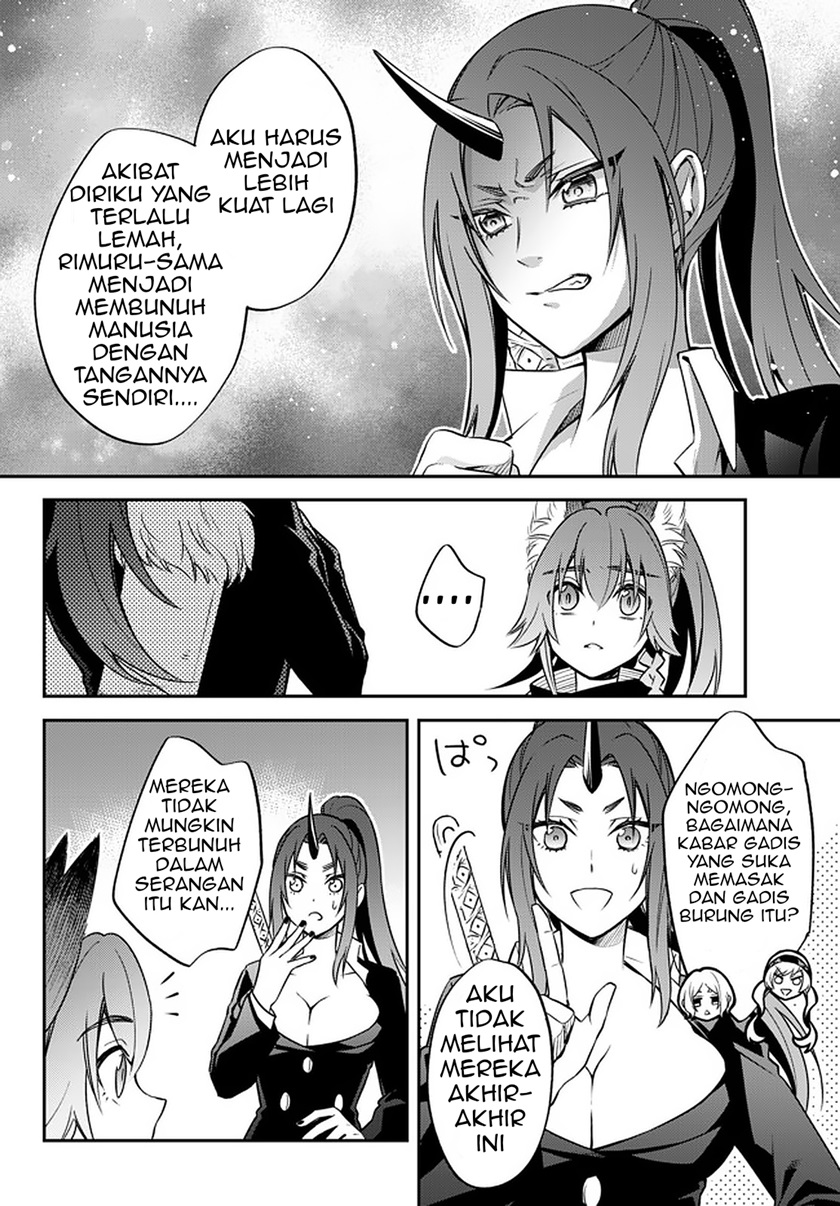 AKU HARUS
MENJADI
LEBIH
KUAT LAGI
AKIBAT
DIRIKU YANG
TERLALU
LEMAH,
RIMURU-SAMA
MENJADI
MEMBUNUH
MANUSIA
DENGAN
TANGANNYA
SENDIRI....
.....
ぱっ
NGOMONG-
NGOMONG,
BAGAIMANA
KABAR GADIS
YANG SUKA
MEMASAK
DAN GADIS
BURUNG ITU?
AKU
TIDAK
MELIHAT
MEREKA
AKHIR-
AKHIR
INI
MEREKA
TIDAK
MUNGKIN
TERBUNUH
DALAM
SERANGAN
ITU KAN...